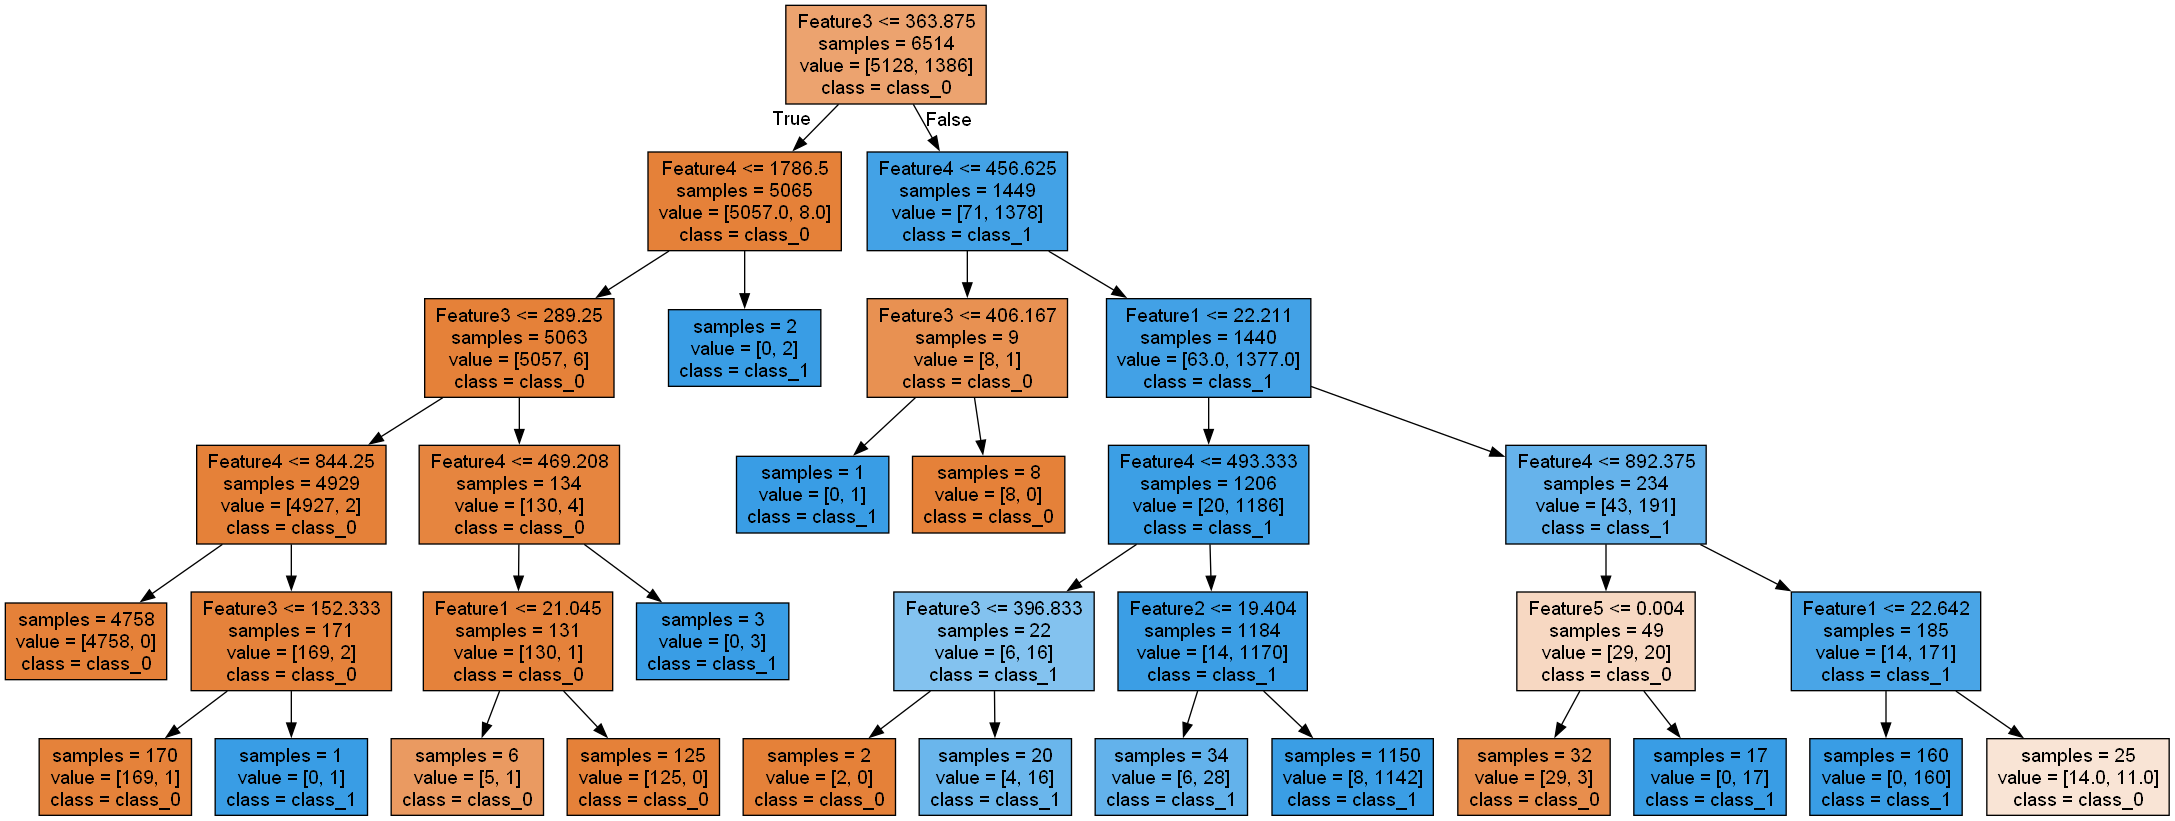 Feature3 <= 363.875
samples = 6514
value = [5128, 1386]
class = class_0
True
False
Feature4 <= 1786.5
samples = 5065
value = [5057.0, 8.0]
class = class_0
Feature4 <= 456.625
samples = 1449
value = [71, 1378]
class = class_1
Feature3 <= 289.25
samples = 5063
value = [5057, 6]
class = class_0
samples = 2
value = [0, 2]
class = class_1
Feature3 <= 406.167
samples = 9
value = [8, 1]
class = class_0
Feature1 <= 22.211
samples = 1440
value = [63.0, 1377.0]
class = class_1
Feature4 <= 844.25
samples = 4929
value = [4927, 2]
class = class_0
Feature4 <= 469.208
samples = 134
value = [130, 4]
class = class_0
samples = 1
value = [0, 1]
class = class_1
samples = 8
value = [8, 0]
class = class_0
Feature4 <= 493.333
samples = 1206
value = [20, 1186]
class = class_1
Feature4 <= 892.375
samples = 234
value = [43, 191]
class = class_1
samples = 4758
value = [4758, 0]
class = class_0
Feature3 <= 152.333
samples = 171
value = [169, 2]
class = class_0
Feature1 <= 21.045
samples = 131
value = [130, 1]
class = class_0
samples = 3
value = [0, 3]
class = class_1
Feature3 <= 396.833
samples = 22
value = [6, 16]
class = class_1
Feature2 <= 19.404
samples = 1184
value = [14, 1170]
class = class_1
Feature5 <= 0.004
samples = 49
value = [29, 20]
class = class_0
Feature1 <= 22.642
samples = 185
value = [14, 171]
class = class_1
samples = 170
value = [169, 1]
class = class_0
samples = 1
value = [0, 1]
class = class_1
samples = 6
value = [5, 1]
class = class_0
samples = 125
value = [125, 0]
class = class_0
samples = 2
value = [2, 0]
class = class_0
samples = 20
value = [4, 16]
class = class_1
samples = 34
value = [6, 28]
class = class_1
samples = 1150
value = [8, 1142]
class = class_1
samples = 32
value = [29, 3]
class = class_0
samples = 17
value = [0, 17]
class = class_1
samples = 160
value = [0, 160]
class = class_1
samples = 25
value = [14.0, 11.0]
class = class_0